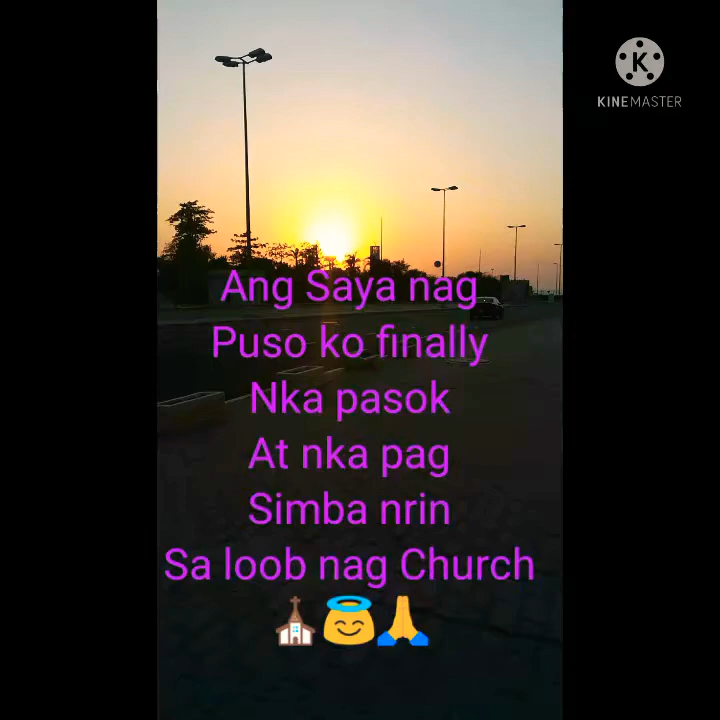 KINEMASTER
Ang Saya nag
Puso ko finally
Nka pasok
At nka pag
Simba nrin
Sa loob nag Church
⛪😇🙏